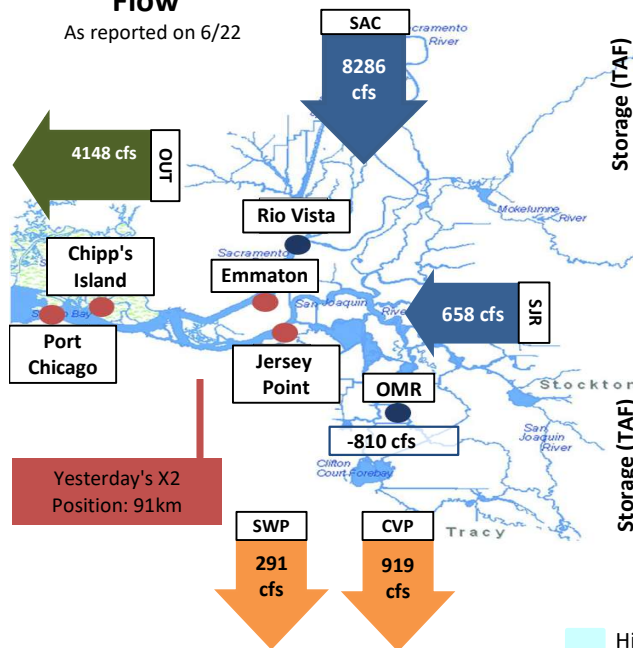 Flow
As reported on 6/22
SAC
8286
cfs
Sacramento
River
Storage (TAF)
4148 cfs
OUT
Rio Vista
Mokelumne
River
Chipp's
Island
Sacramento
Emmaton
San Joaquin
River
658 cfs
SJR
Port
Chicago
Jersey
Point
OMR
Stockton
-810 cfs
San
Joaquin
River
Clifton
Court Forebay
Storage (TAF)
Yesterday's X2
Position: 91km
SWP
CVP
Tracy
291
cfs
919
cfs